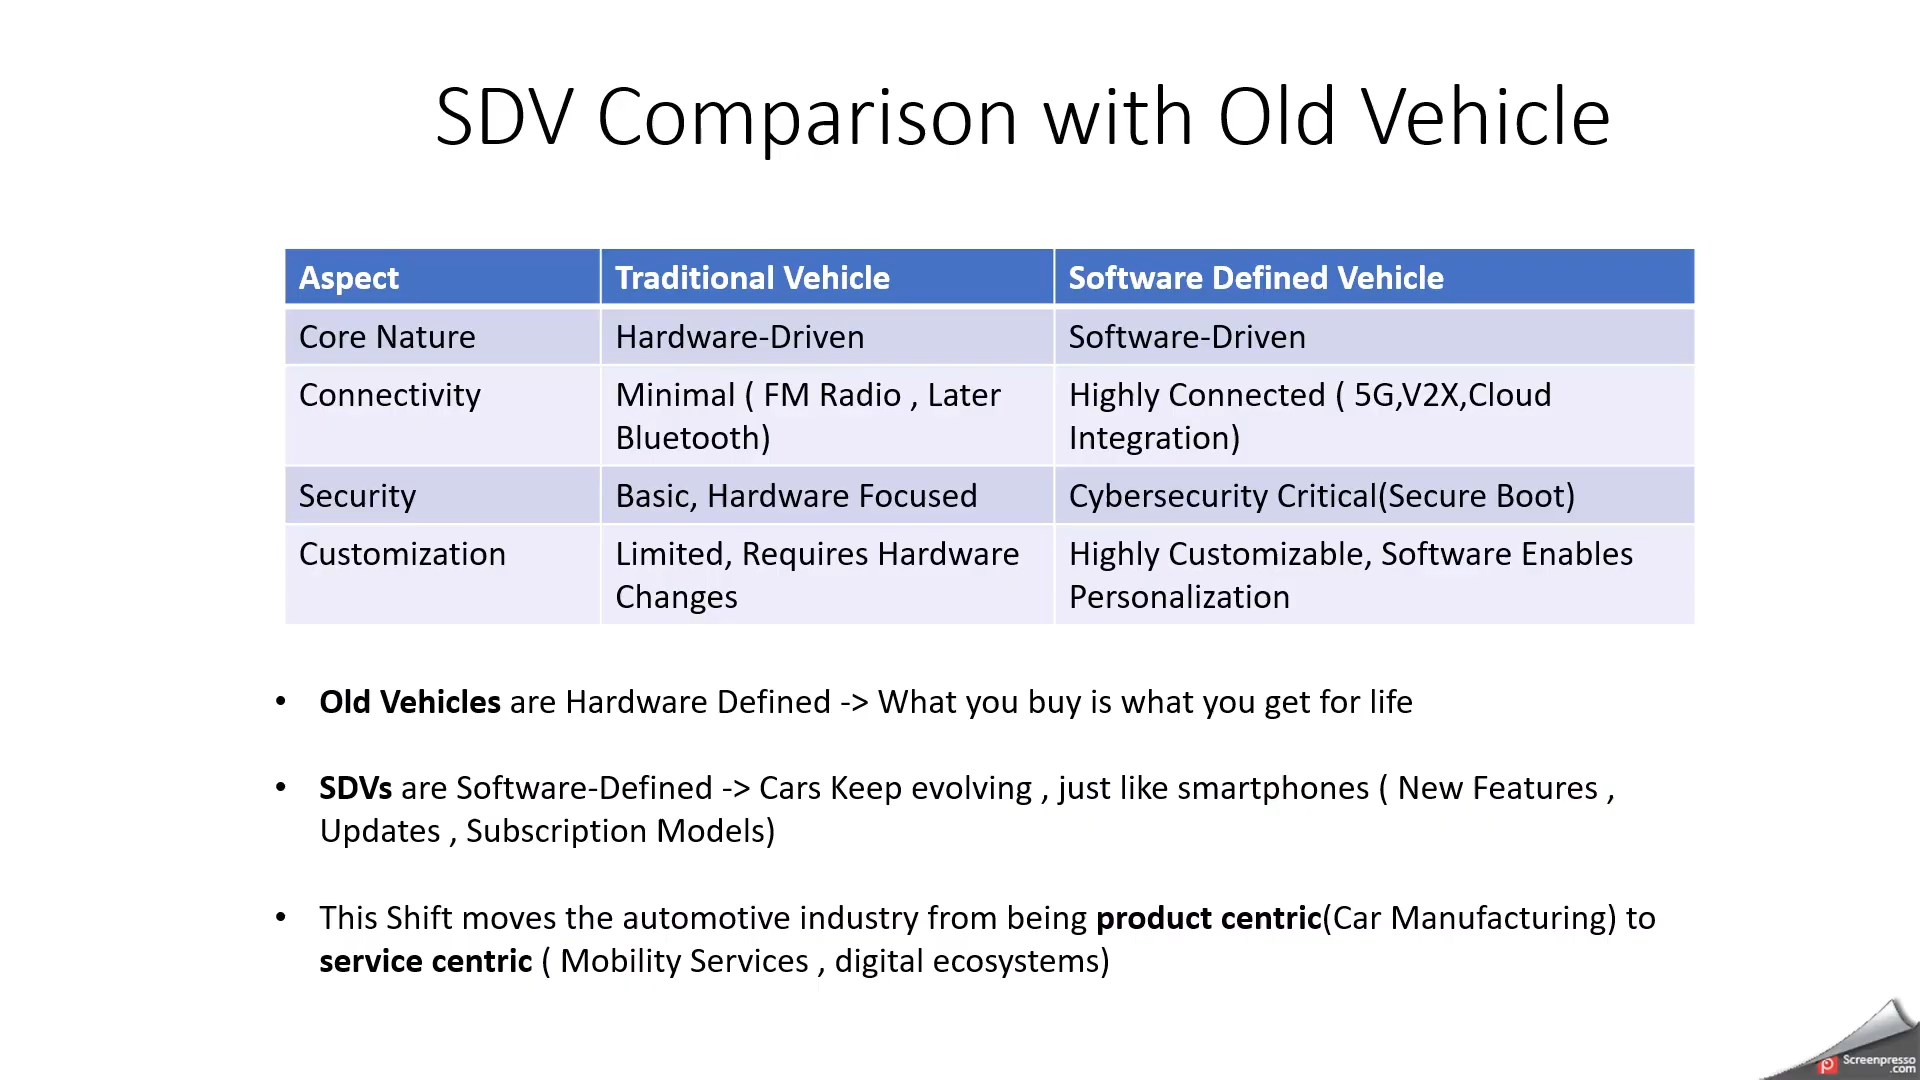 SDV Comparison with Old Vehicle
Aspect
Traditional Vehicle
Software Defined Vehicle
Core Nature
Hardware-Driven
Software-Driven
Connectivity
Minimal ( FM Radio , Later
Bluetooth)
Highly Connected ( 5G,V2X,Cloud
Integration)
Security
Basic, Hardware Focused
Cybersecurity Critical(Secure Boot)
Customization
Limited, Requires Hardware
Changes
Highly Customizable, Software Enables
Personalization
• Old Vehicles are Hardware Defined -> What you buy is what you get for life
• SDVs are Software-Defined -> Cars Keep evolving , just like smartphones ( New Features ,
Updates , Subscription Models)
• This Shift moves the automotive industry from being product centric(Car Manufacturing) to
service centric ( Mobility Services , digital ecosystems)
Screenpresso
.com